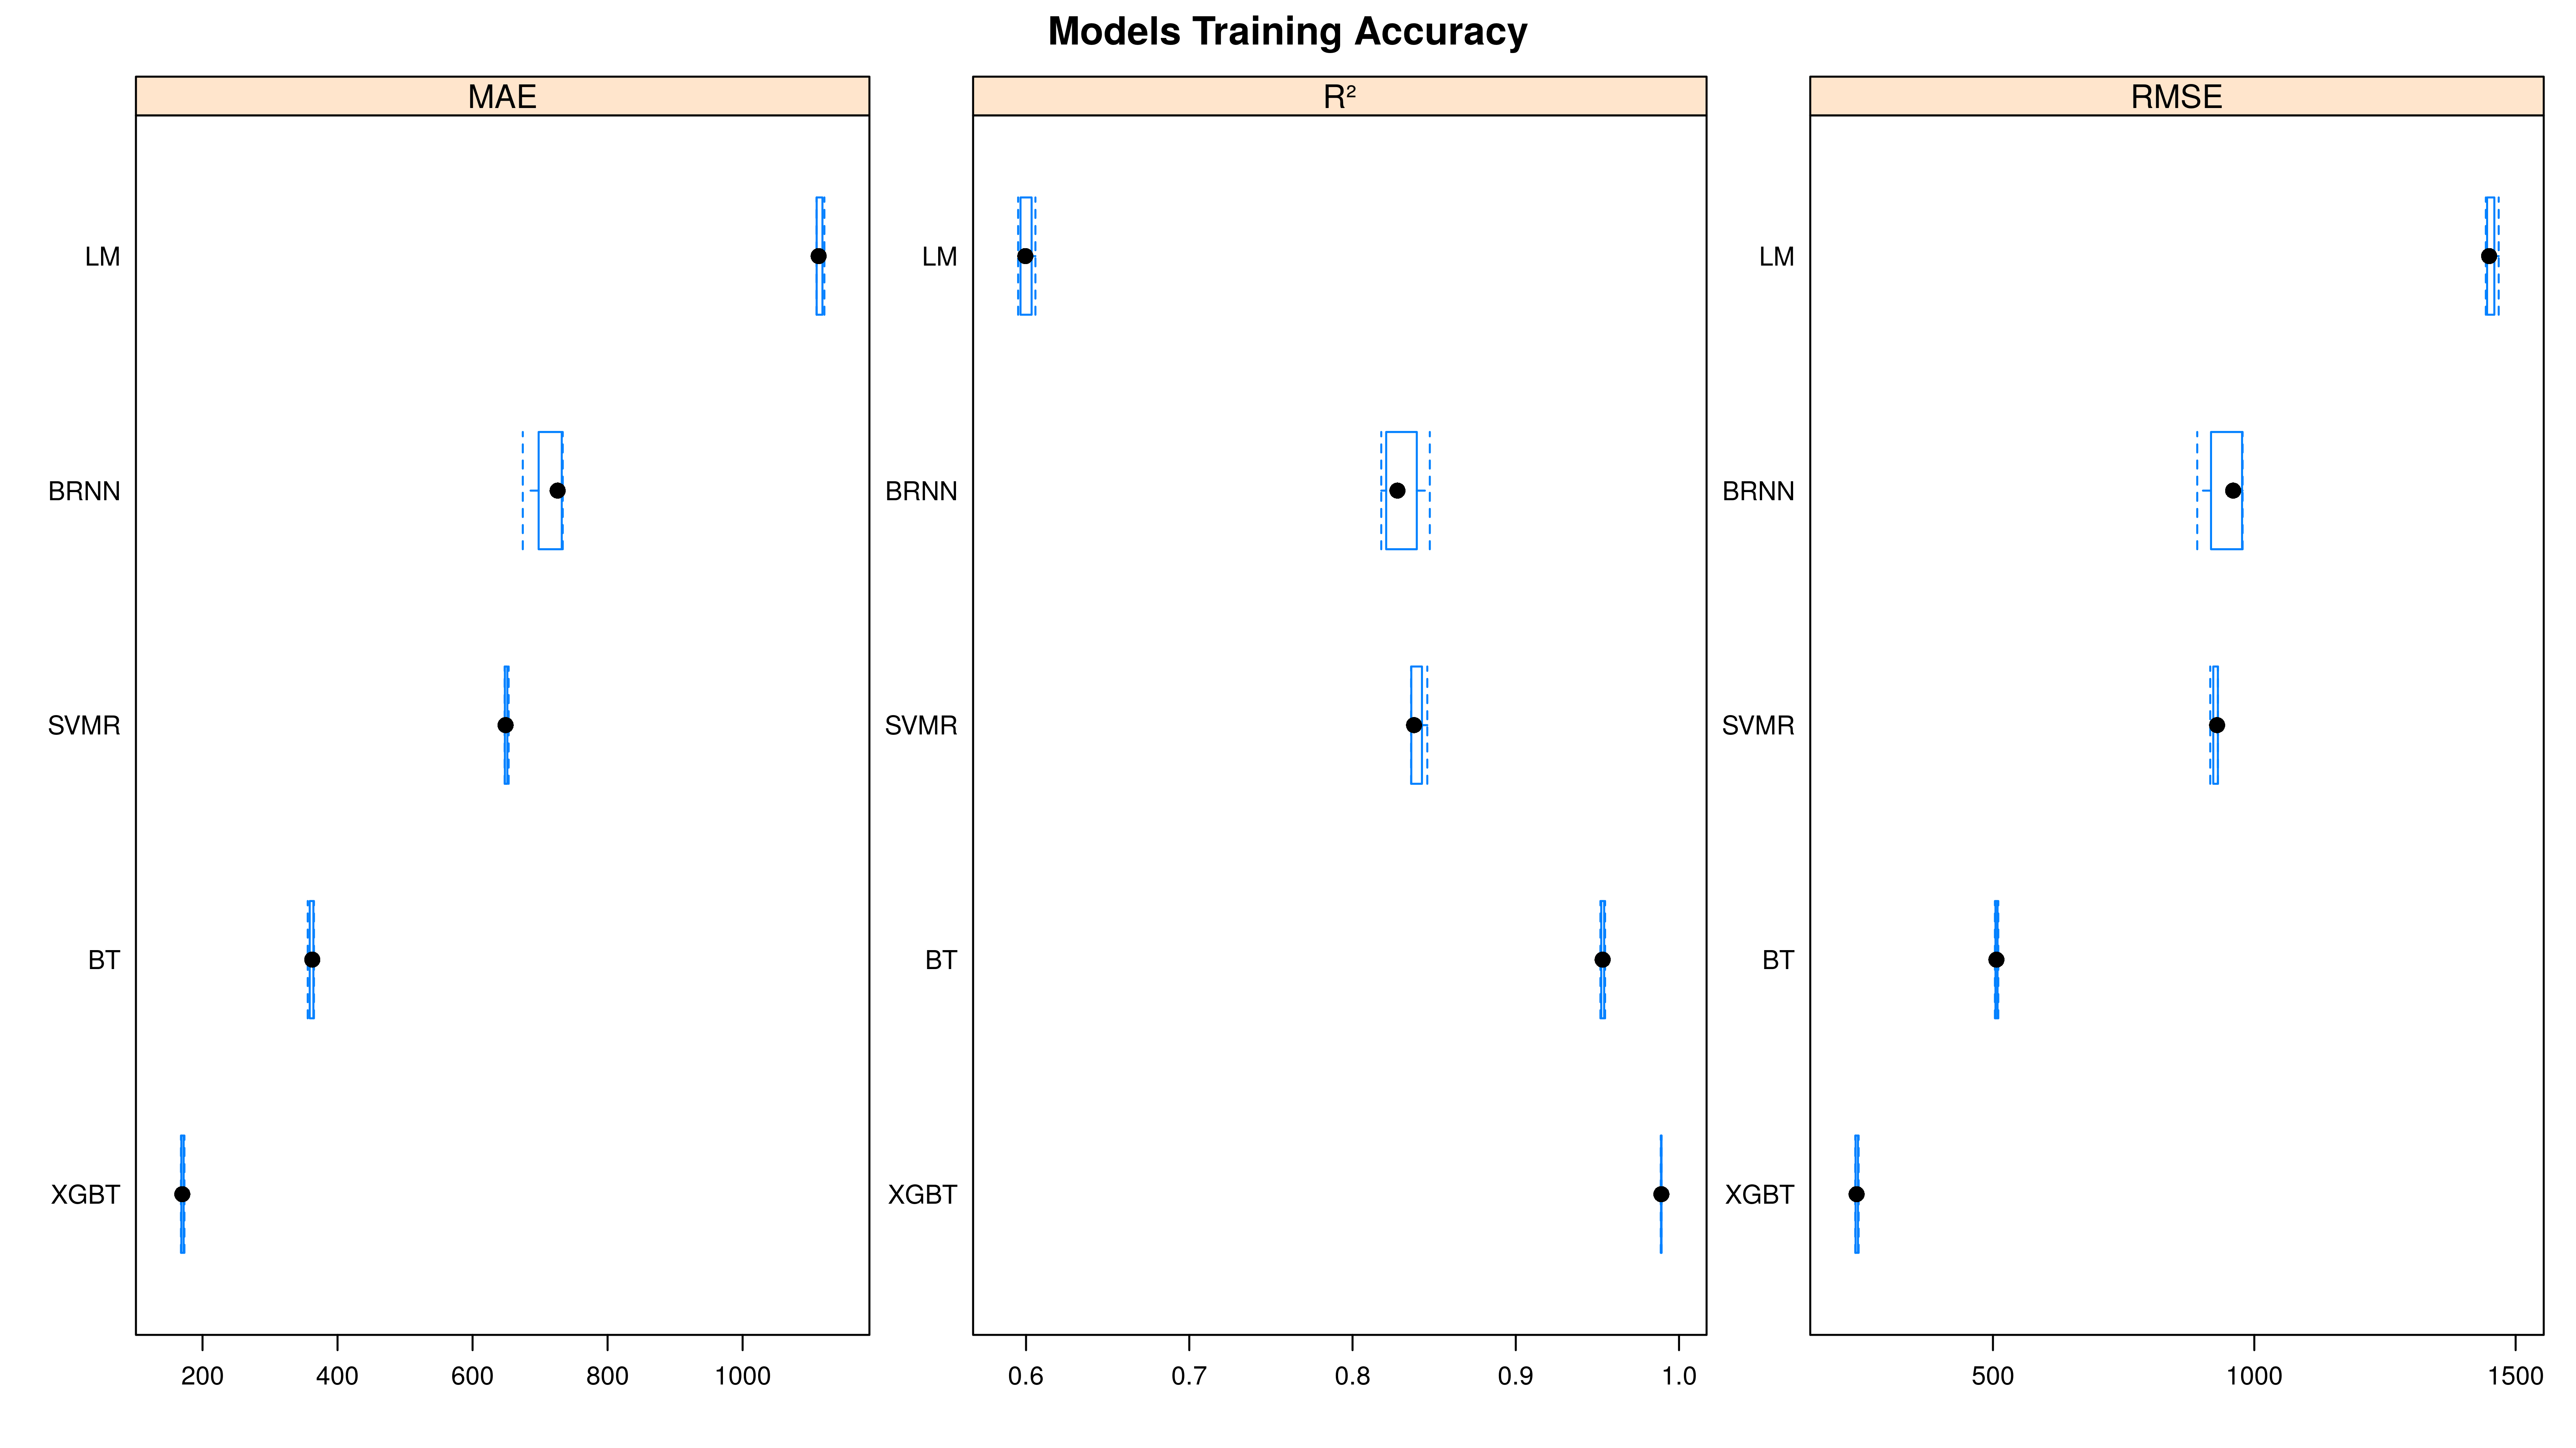 Models Training Accuracy
MAE
R²
RMSE
LM
BRNN
SVMR
BT
XGBT
200 400 600 800 1000
LM
BRNN
SVMR
BT
XGBT
0.6 0.7 0.8 0.9 1.0
LM
BRNN
SVMR
BT
XGBT
500 1000 1500